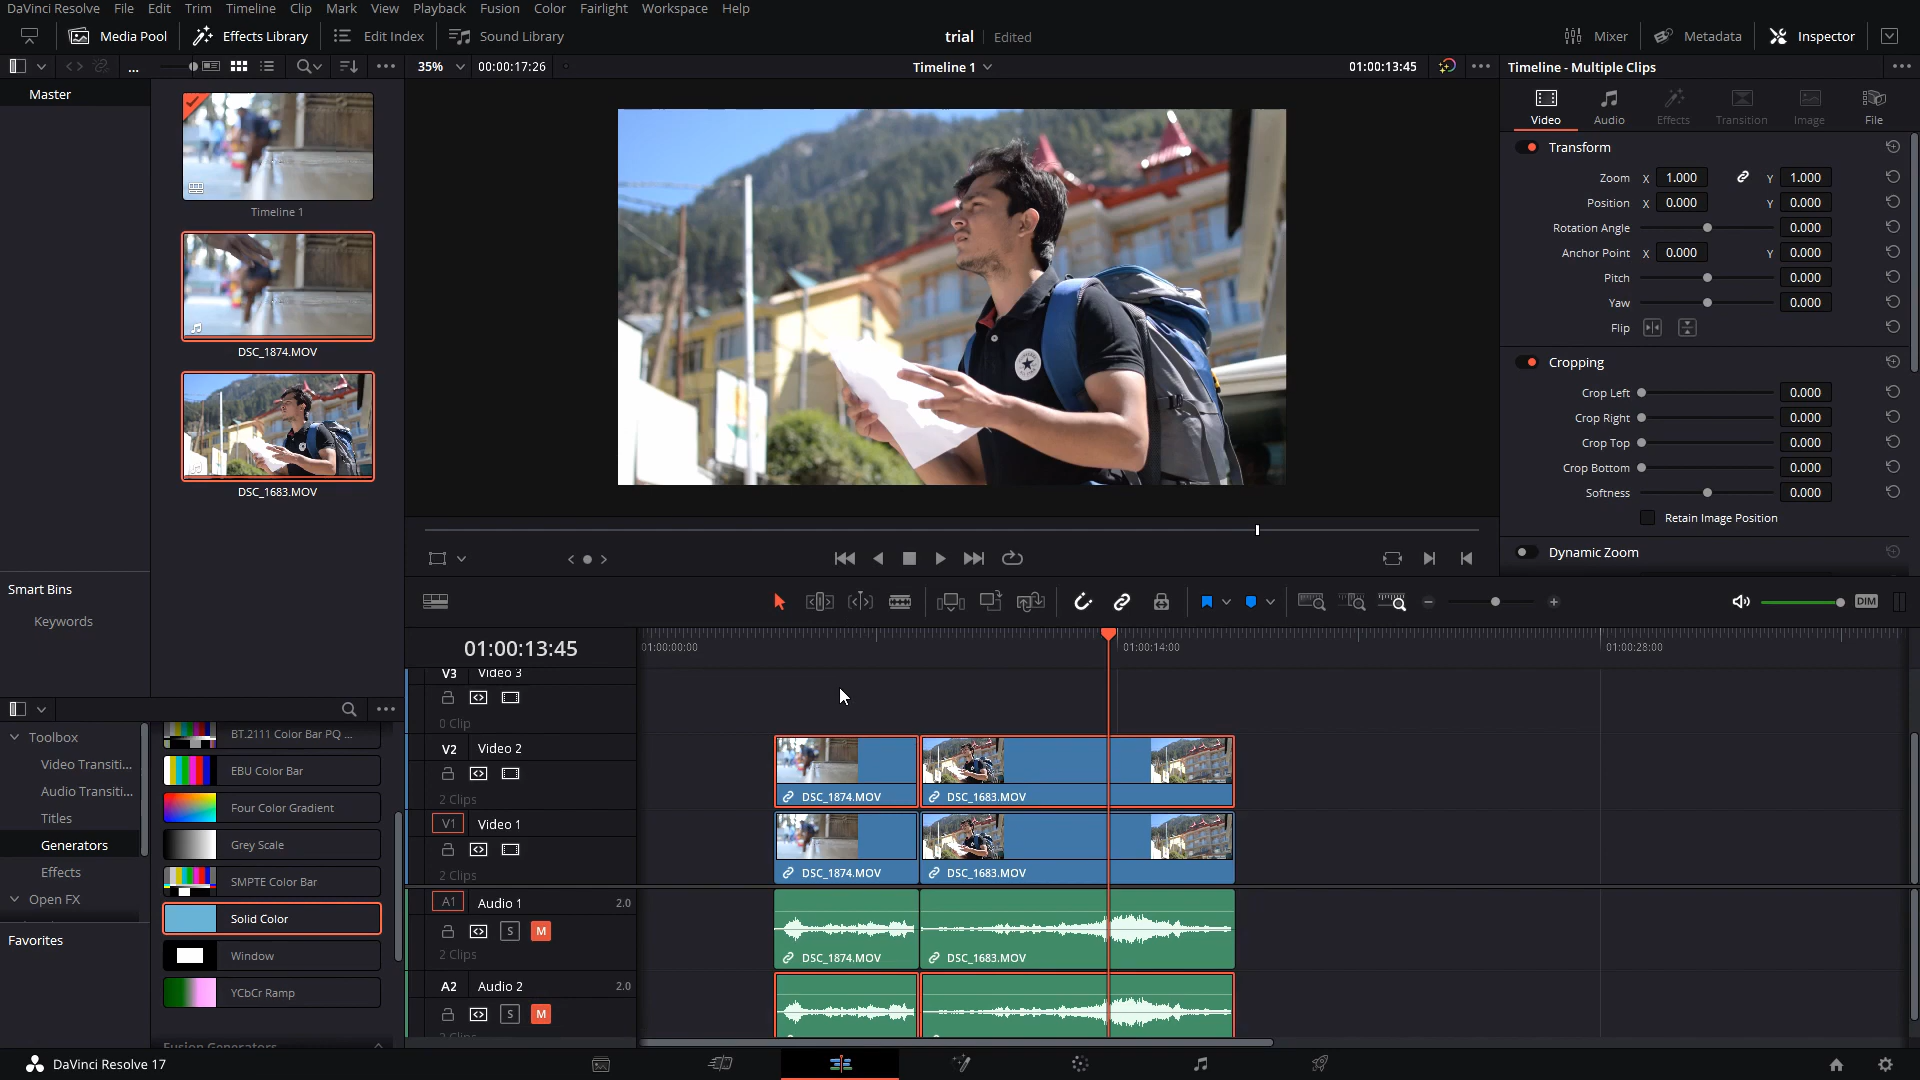 DaVinci Resolve File Edit Trim Timeline Clip Mark View Playback Fusion Color Fairlight Workspace Help
Media Pool Effects Library Edit Index Sound Library trial Edited Mixer Metadata Inspector
... 35% 00:00:17:26 Timeline 1 01:00:13:45 Timeline - Multiple Clips
Master
Timeline 1
DSC_1874.MOV
DSC_1683.MOV
Smart Bins
Keywords
Video Audio Effects Transition Image File
Transform
Zoom X 1.000 Y 1.000
Position X 0.000 Y 0.000
Rotation Angle 0.000
Anchor Point X 0.000 Y 0.000
Pitch 0.000
Yaw 0.000
Flip
Cropping
Crop Left 0.000
Crop Right 0.000
Crop Top 0.000
Crop Bottom 0.000
Softness 0.000
Retain Image Position
Dynamic Zoom
DIM
Toolbox
Video Transiti...
Audio Transiti...
Titles
Generators
Effects
Open FX
Favorites
BT.2111 Color Bar PQ ...
EBU Color Bar
Four Color Gradient
Grey Scale
SMPTE Color Bar
Solid Color
Window
YCbCr Ramp
Fusion Generators
01:00:13:45 01:00:00:00 01:00:14:00 01:00:28:00
V3 Video 3
0 Clip
V2 Video 2
2 Clips
DSC_1874.MOV DSC_1683.MOV
V1 Video 1
2 Clips
DSC_1874.MOV DSC_1683.MOV
A1 Audio 1 2.0
S M
2 Clips
DSC_1874.MOV DSC_1683.MOV
A2 Audio 2 2.0
S M
2 Clips
DaVinci Resolve 17